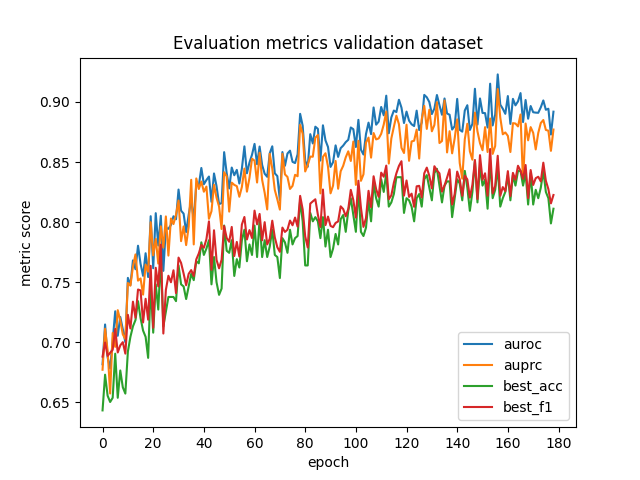 Evaluation metrics validation dataset
metric score
0.90
0.85
0.80
0.75
0.70
0.65
0 20 40 60 80 100 120 140 160 180
epoch
auroc
auprc
best_acc
best_f1